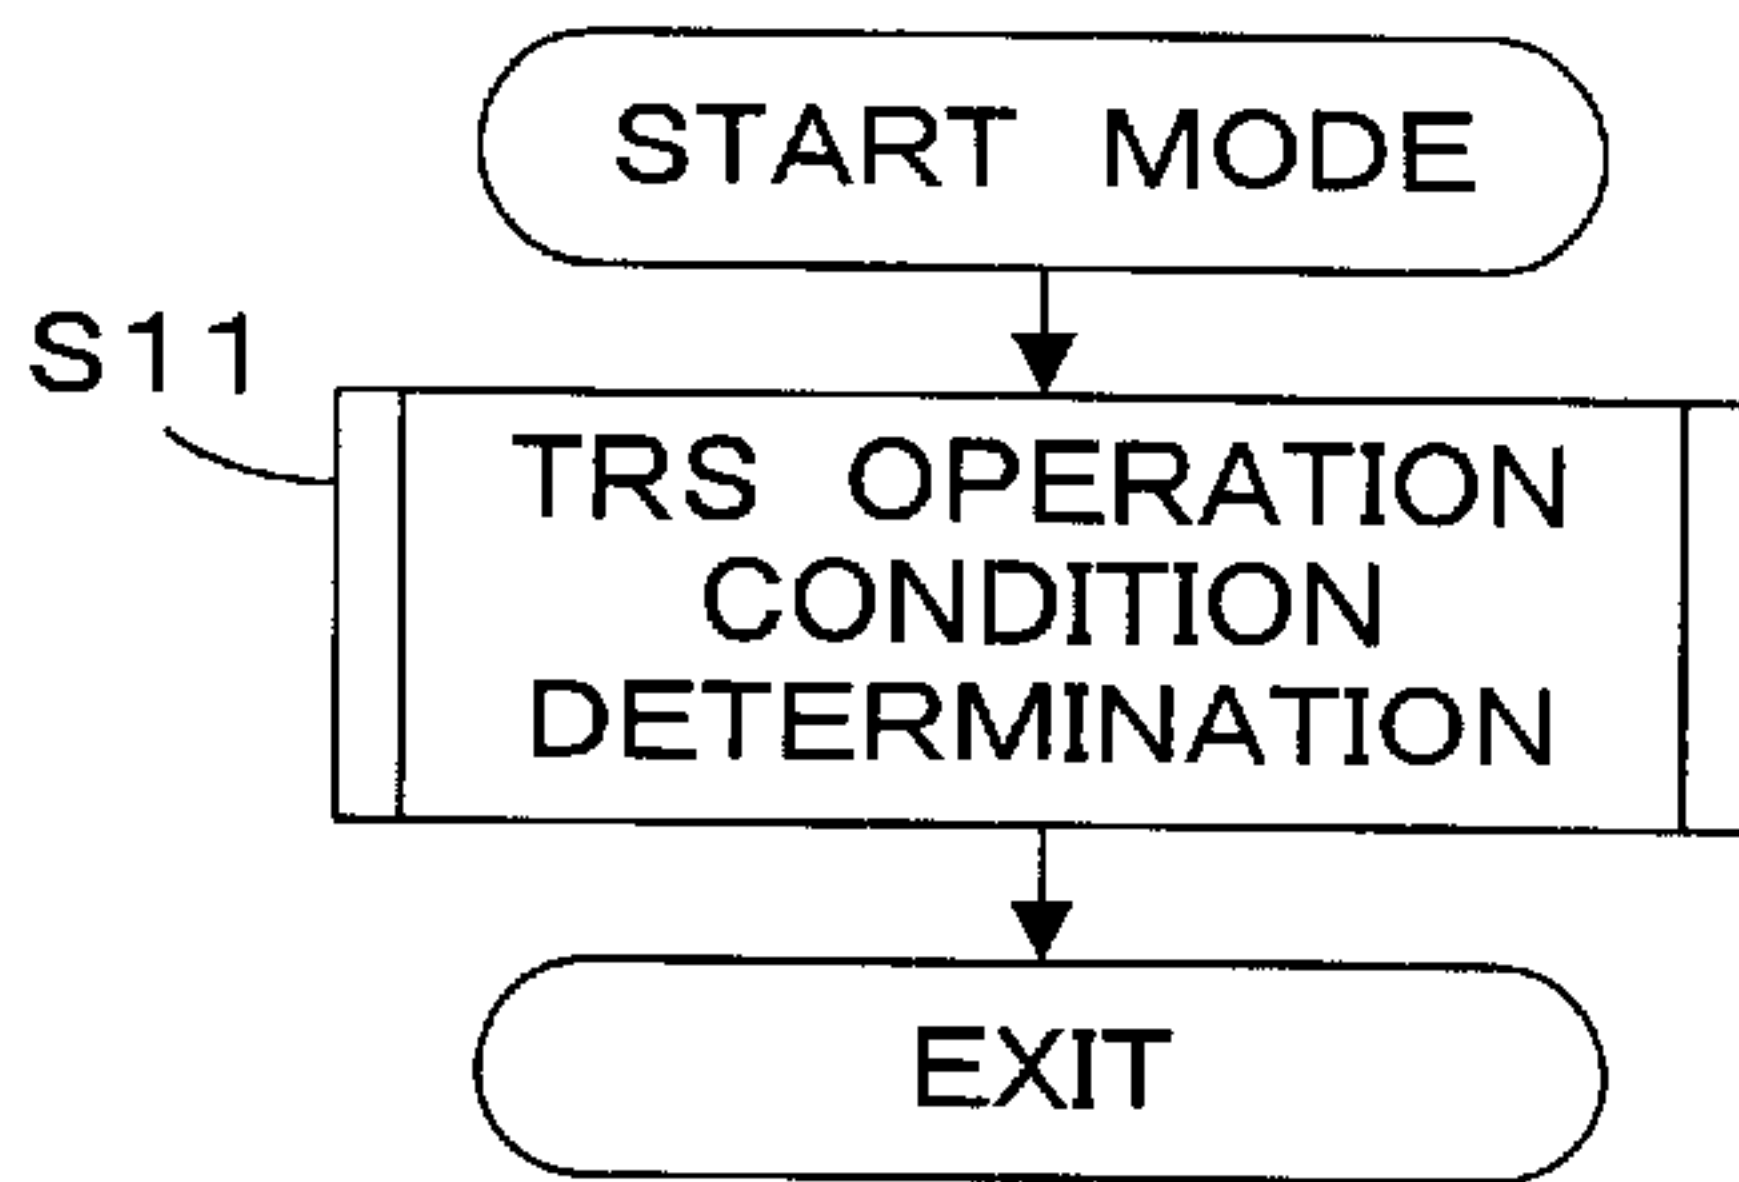 START MODE
S11
TRS OPERATION
CONDITION
DETERMINATION
EXIT